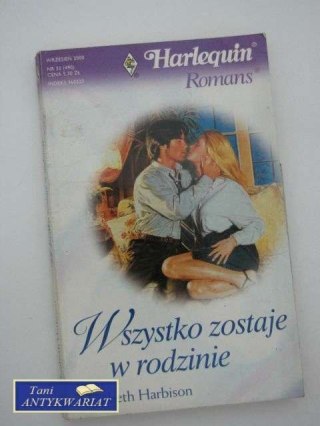 WRZESIEŃ 2000
Harlequin®
Romans
Wszystko zostaje
w rodzinie
eth Harbison
Tani
ANTYKWARIAT